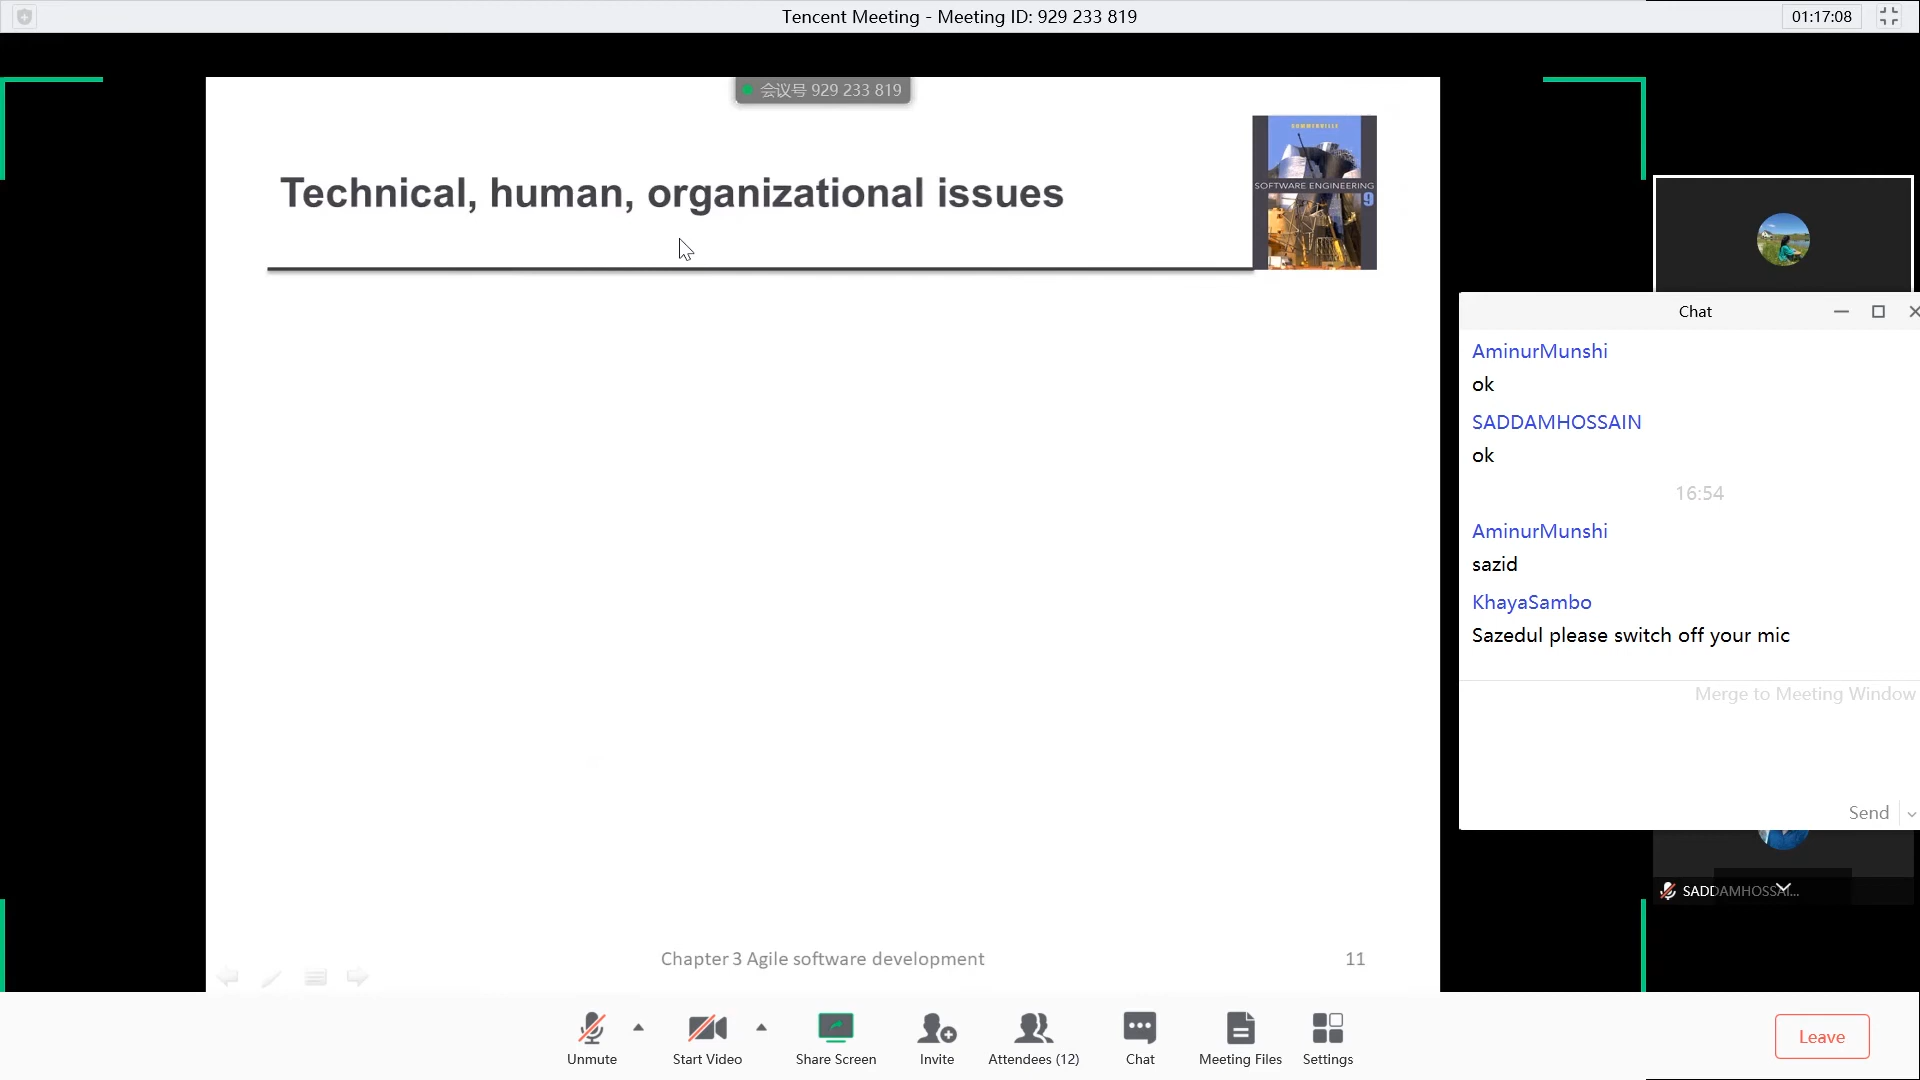 Tencent Meeting - Meeting ID: 929 233 819
01:17:08
会议号 929 233 819
SOMMERVILLE
SOFTWARE ENGINEERING
9
Technical, human, organizational issues
Chat
AminurMunshi
ok
SADDAMHOSSAIN
ok
16:54
AminurMunshi
sazid
KhayaSambo
Sazedul please switch off your mic
Merge to Meeting Window
Send
SADDAMHOSSAI...
Chapter 3 Agile software development
11
Unmute
Start Video
Share Screen
Invite
Attendees (12)
Chat
Meeting Files
Settings
Leave